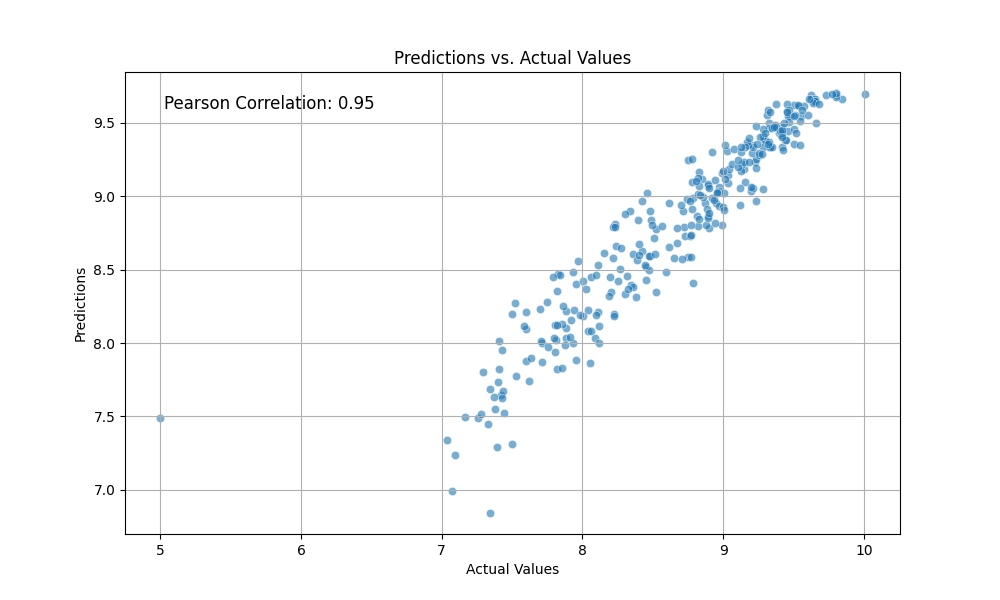 Predictions vs. Actual Values
Pearson Correlation: 0.95
Predictions
9.5
9.0
8.5
8.0
7.5
7.0
5 6 7 8 9 10
Actual Values